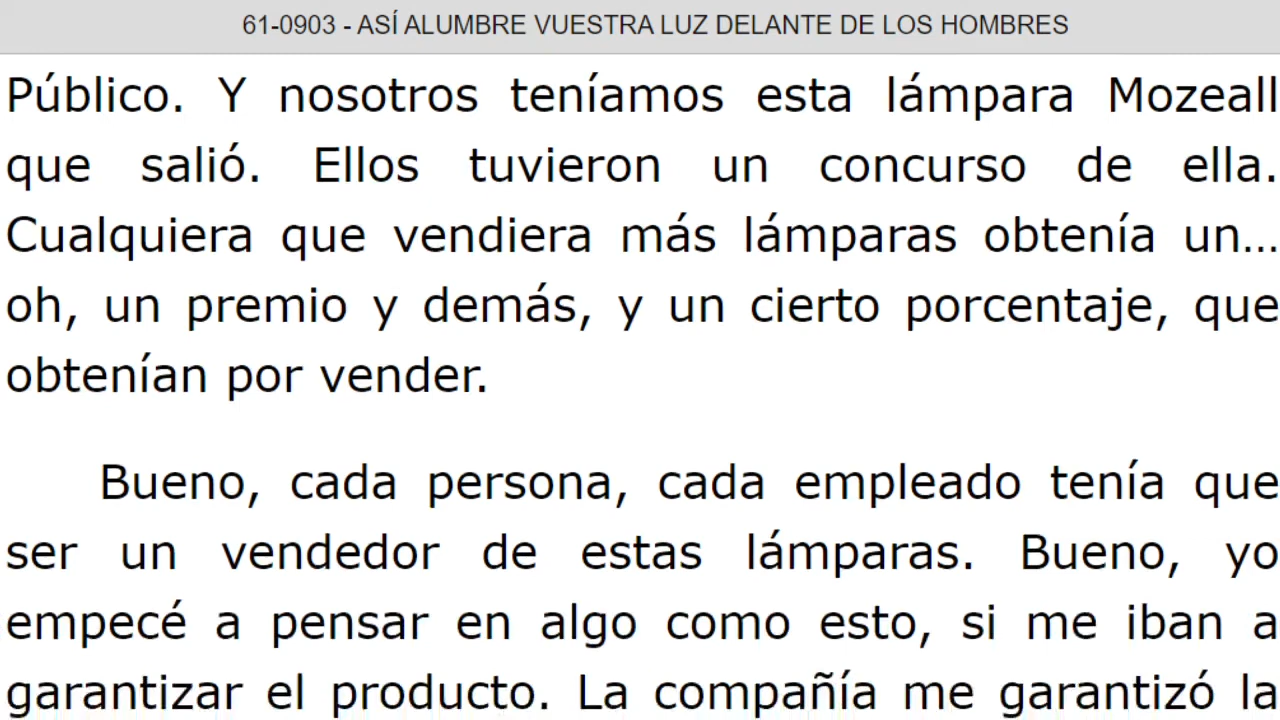 61-0903 - ASÍ ALUMBRE VUESTRA LUZ DELANTE DE LOS HOMBRES
Público. Y nosotros teníamos esta lámpara Mozeall
que salió. Ellos tuvieron un concurso de ella.
Cualquiera que vendiera más lámparas obtenía un…
oh, un premio y demás, y un cierto porcentaje, que
obtenían por vender.
Bueno, cada persona, cada empleado tenía que
ser un vendedor de estas lámparas. Bueno, yo
empecé a pensar en algo como esto, si me iban a
garantizar el producto. La compañía me garantizó la